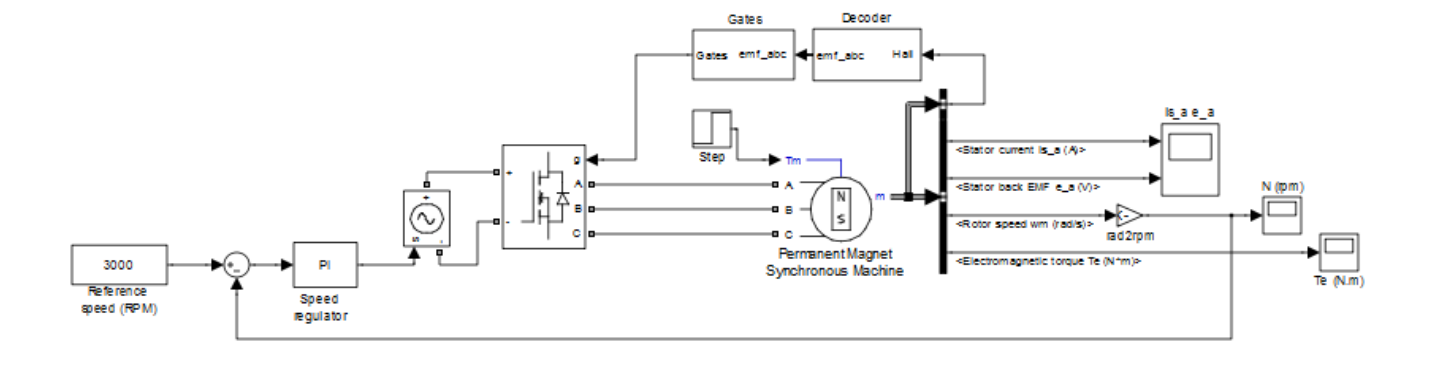 Gates
Decoder
Gates emf_abc
emf_abc Hall
Is_a e_a
Step
g
Tm
<Stator current Is_a (A)>
+
A
A
<Stator back EMF e_a (V)>
N (rpm)
+
N
m
B
B
S
-
<Rotor speed wm (rad/s)>
-
s
C
C
rad2rpm
3000
+
-
PI
Permanent Magnet
Synchronous Machine
<Electromagnetic torque Te (N*m)>
Te (N.m)
Reference
speed (RPM)
Speed
regulator